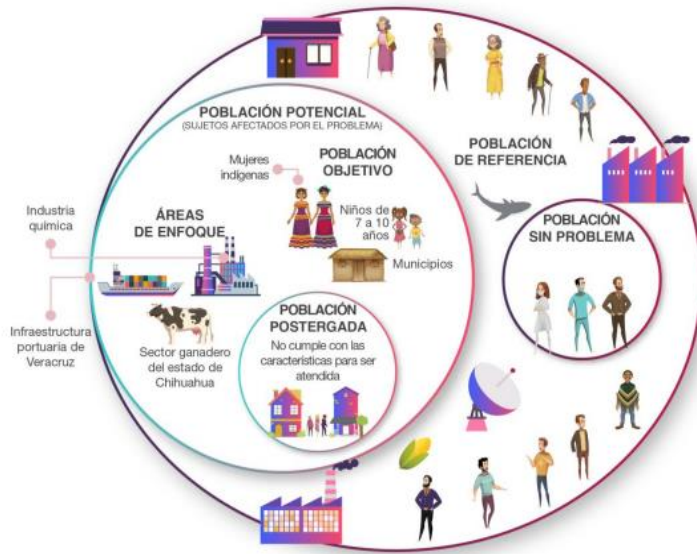 POBLACIÓN POTENCIAL
(SUJETOS AFECTADOS POR EL PROBLEMA)
Mujeres
indígenas
POBLACIÓN
OBJETIVO
Niños de
7 a 10
años
Municipios
ÁREAS
DE ENFOQUE
Industria
química
Infraestructura
portuaria de
Veracruz
Sector ganadero
del estado de
Chihuahua
POBLACIÓN
POSTERGADA
No cumple con las
características para ser
atendida
POBLACIÓN
DE REFERENCIA
POBLACIÓN
SIN PROBLEMA